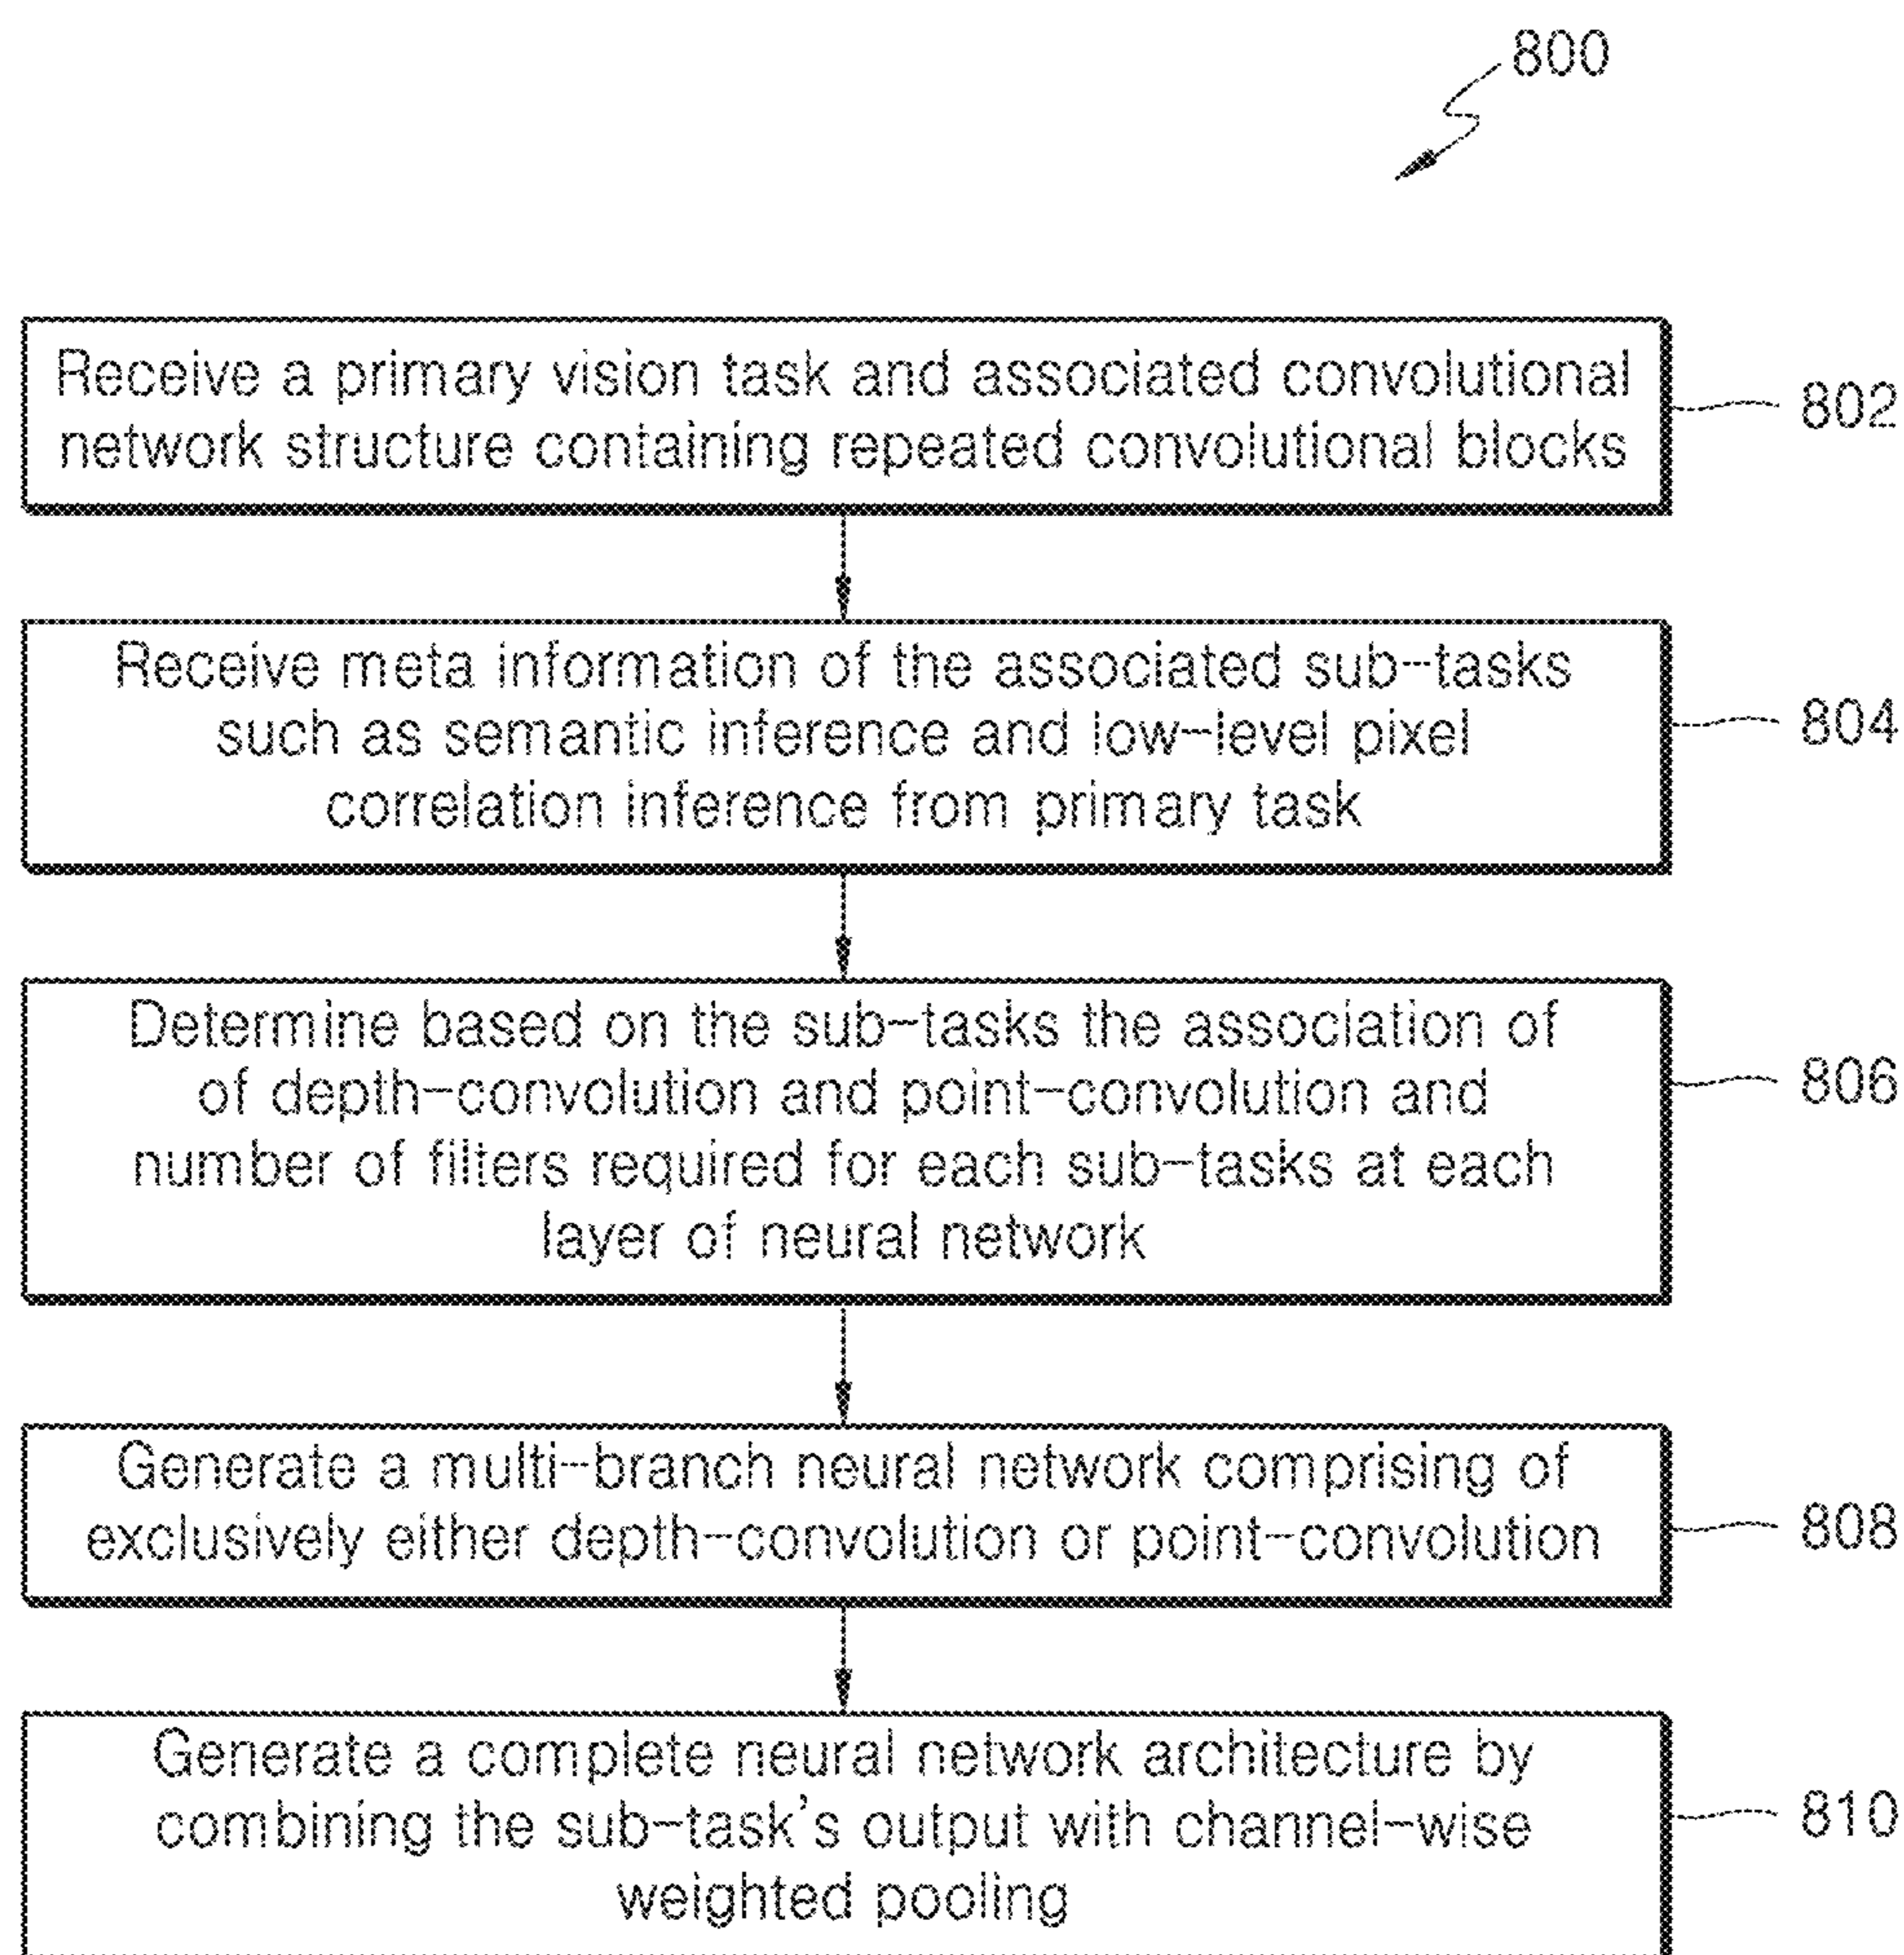 800
Receive a primary vision task and associated convolutional
network structure containing repeated convolutional blocks
802
Receive meta information of the associated sub-tasks
such as semantic inference and low-level pixel
correlation inference from primary task
804
Determine based on the sub-tasks the association of
of depth-convolution and point-convolution and
number of filters required for each sub-tasks at each
layer of neural network
806
Generate a multi-branch neural network comprising of
exclusively either depth-convolution or point-convolution
808
Generate a complete neural network architecture by
combining the sub-task's output with channel-wise
weighted pooling
810